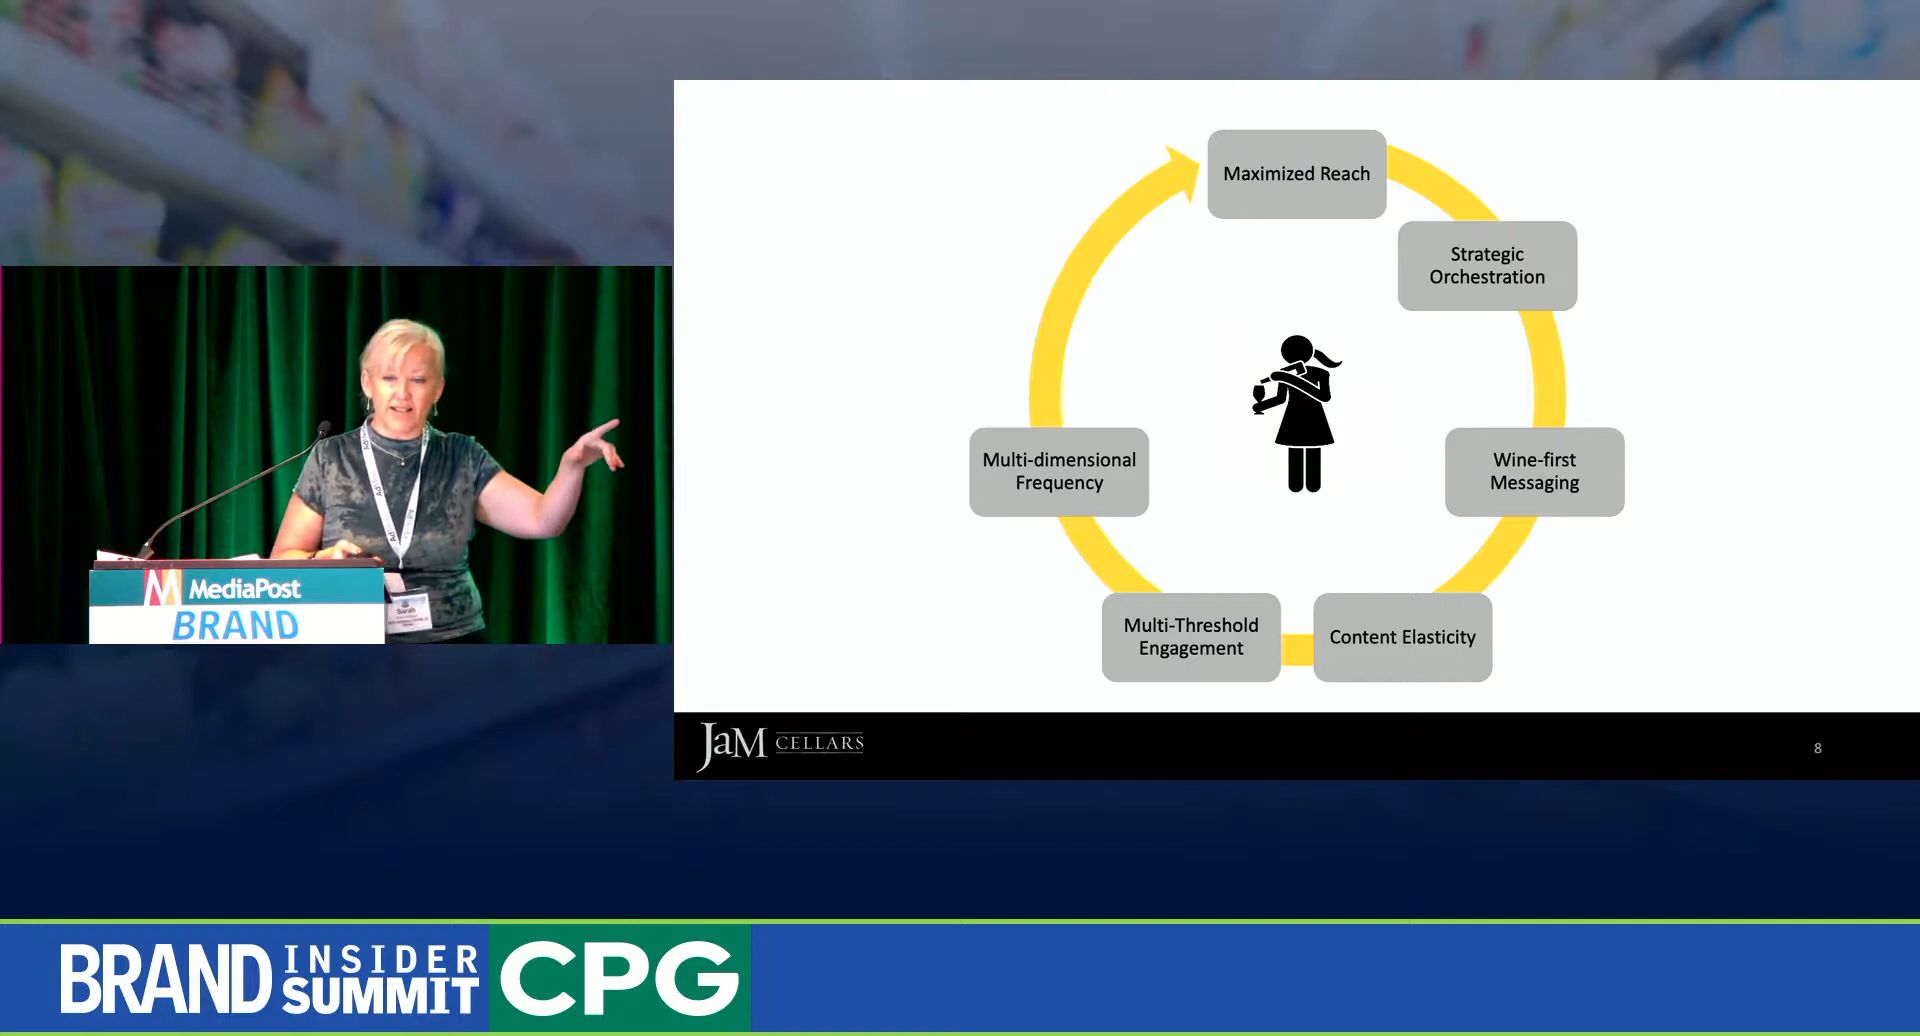 Maximized Reach
Strategic
Orchestration
Wine-first
Messaging
Content Elasticity
Multi-Threshold
Engagement
Multi-dimensional
Frequency
JaM CELLARS
8
MediaPost
BRAND
Sarah
BRAND INSIDER SUMMIT CPG